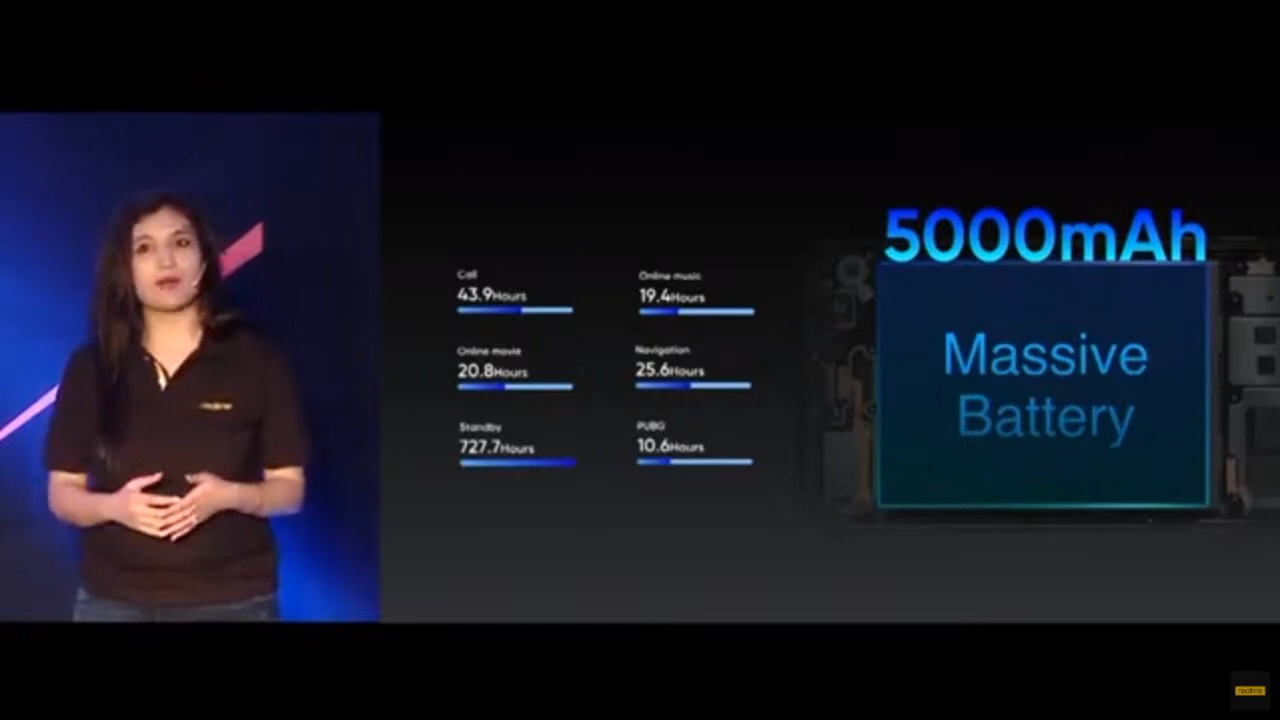 5000mAh
Massive
Battery
Call
43.9Hours
Online music
19.4Hours
Online movie
20.8Hours
Navigation
25.6Hours
Standby
727.7Hours
PUBG
10.6Hours
realme